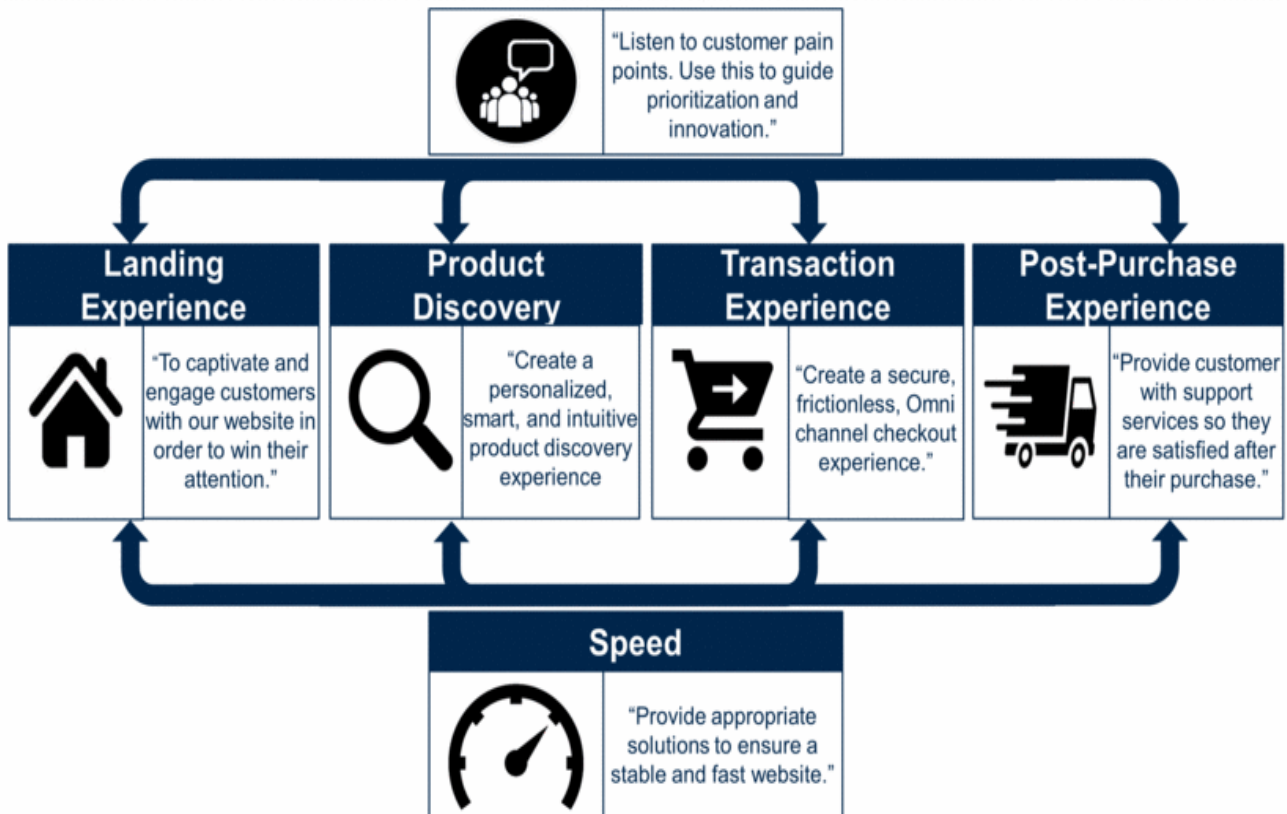 “Listen to customer pain
points. Use this to guide
prioritization and
innovation.”
Landing
Experience
“To captivate and
engage customers
with our website in
order to win their
attention.”
Product
Discovery
“Create a
personalized,
smart, and intuitive
product discovery
experience
Transaction
Experience
“Create a secure,
frictionless, Omni
channel checkout
experience.”
Post-Purchase
Experience
“Provide customer
with support
services so they
are satisfied after
their purchase.”
Speed
“Provide appropriate
solutions to ensure a
stable and fast website.”